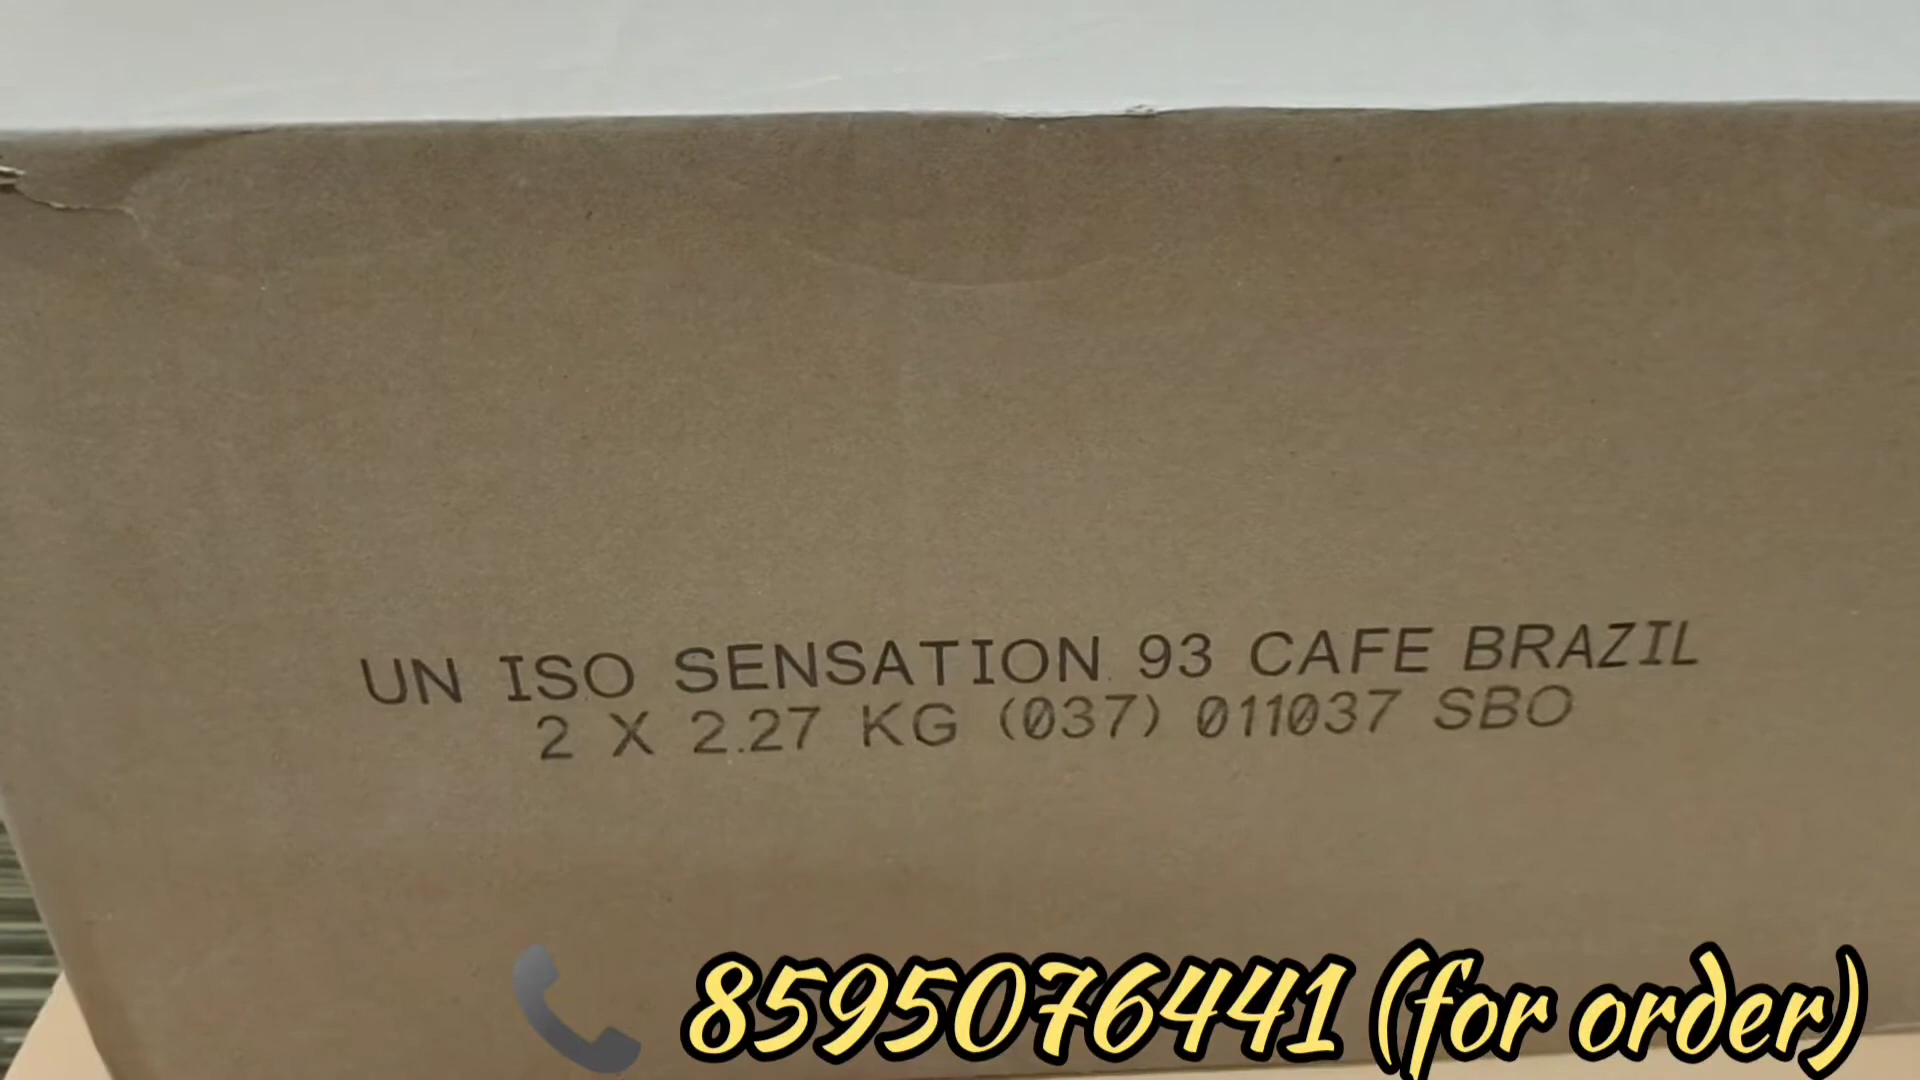 UN ISO SENSATION 93 CAFE BRAZIL
2 X 2.27 KG (037) 011037 SBO
8595076441 (for order)